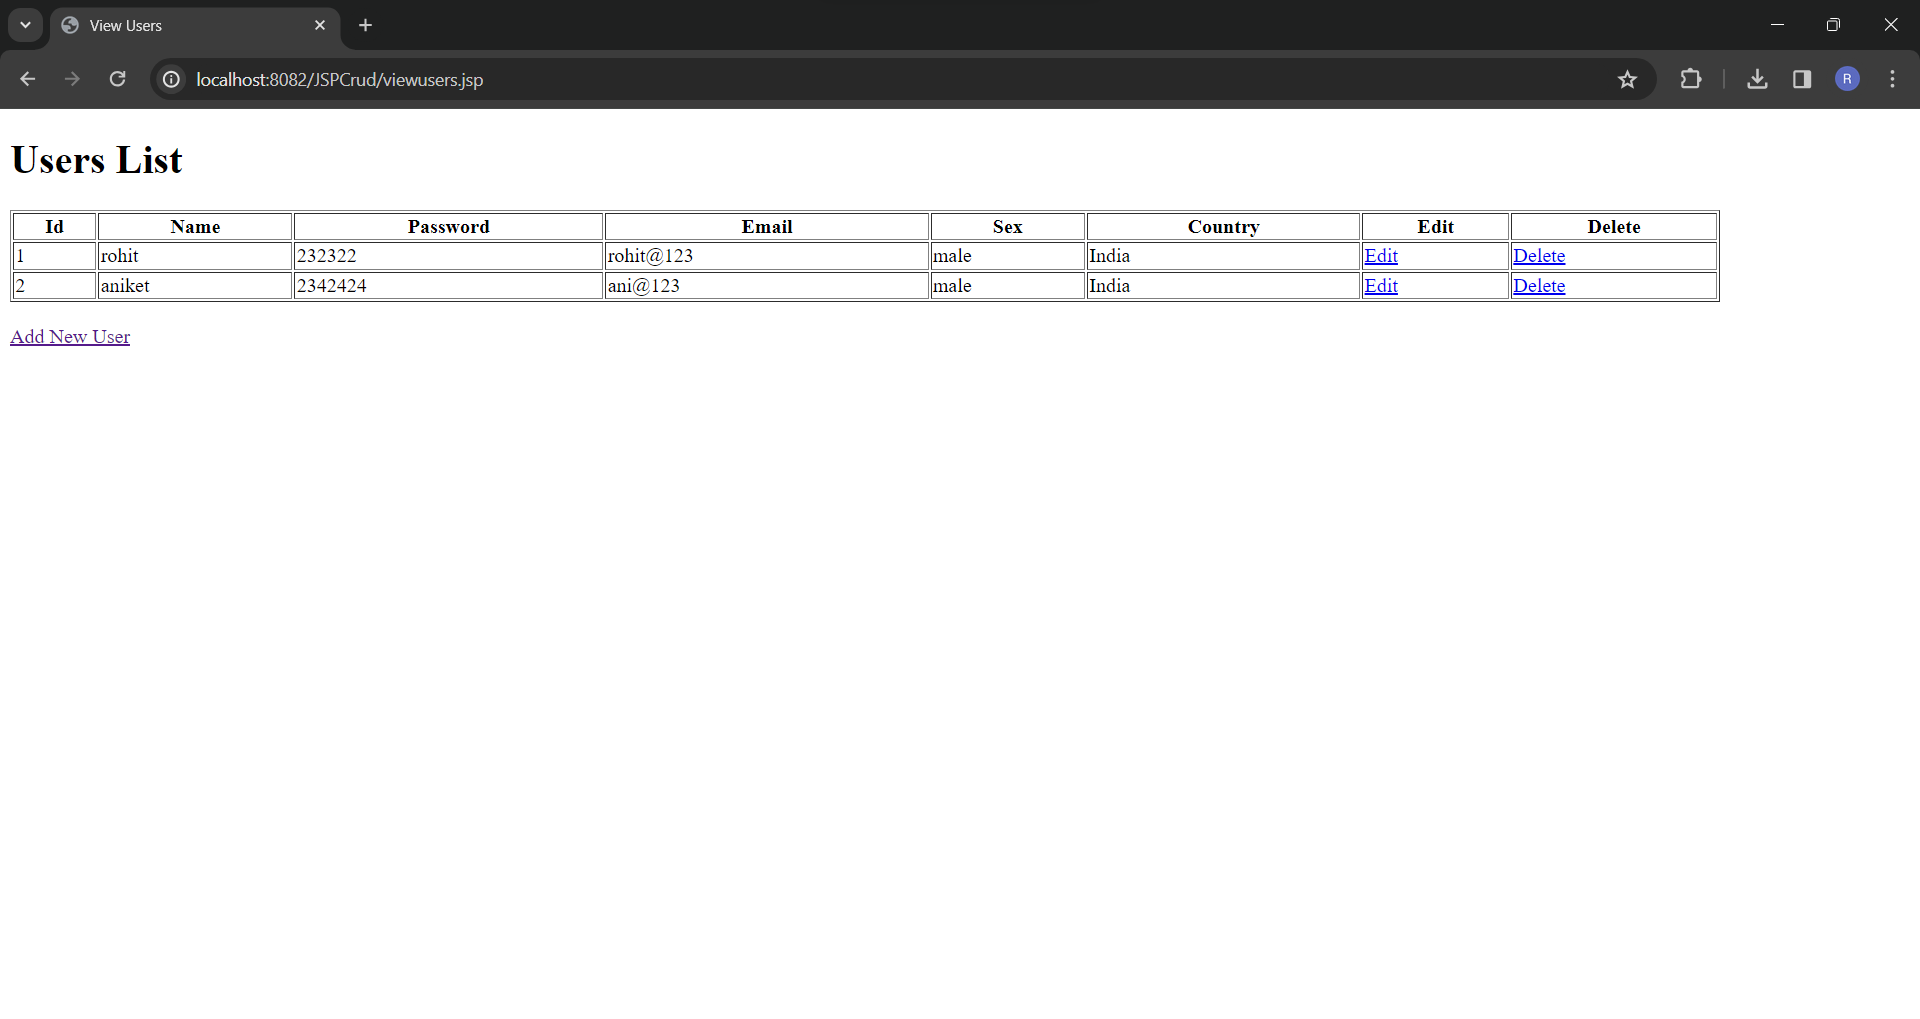 View Users
localhost:8082/JSPCrud/viewusers.jsp
R
Users List
Id Name Password Email Sex Country Edit Delete
1 rohit 232322 rohit@123 male India Edit Delete
2 aniket 2342424 ani@123 male India Edit Delete
Add New User